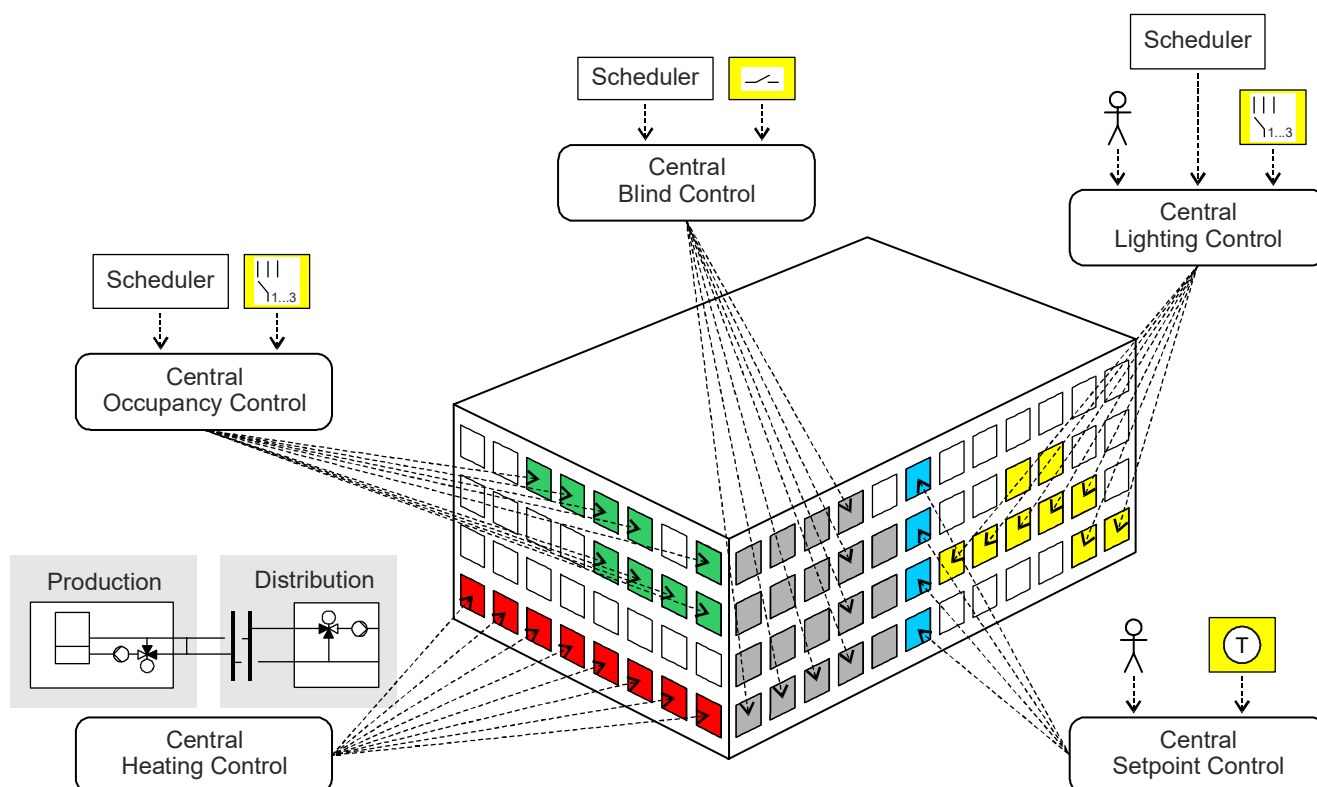 Scheduler
Scheduler
Central
Blind Control
1...3
Central
Lighting Control
Scheduler
1...3
Central
Occupancy Control
Production
Distribution
T
Central
Heating Control
Central
Setpoint Control